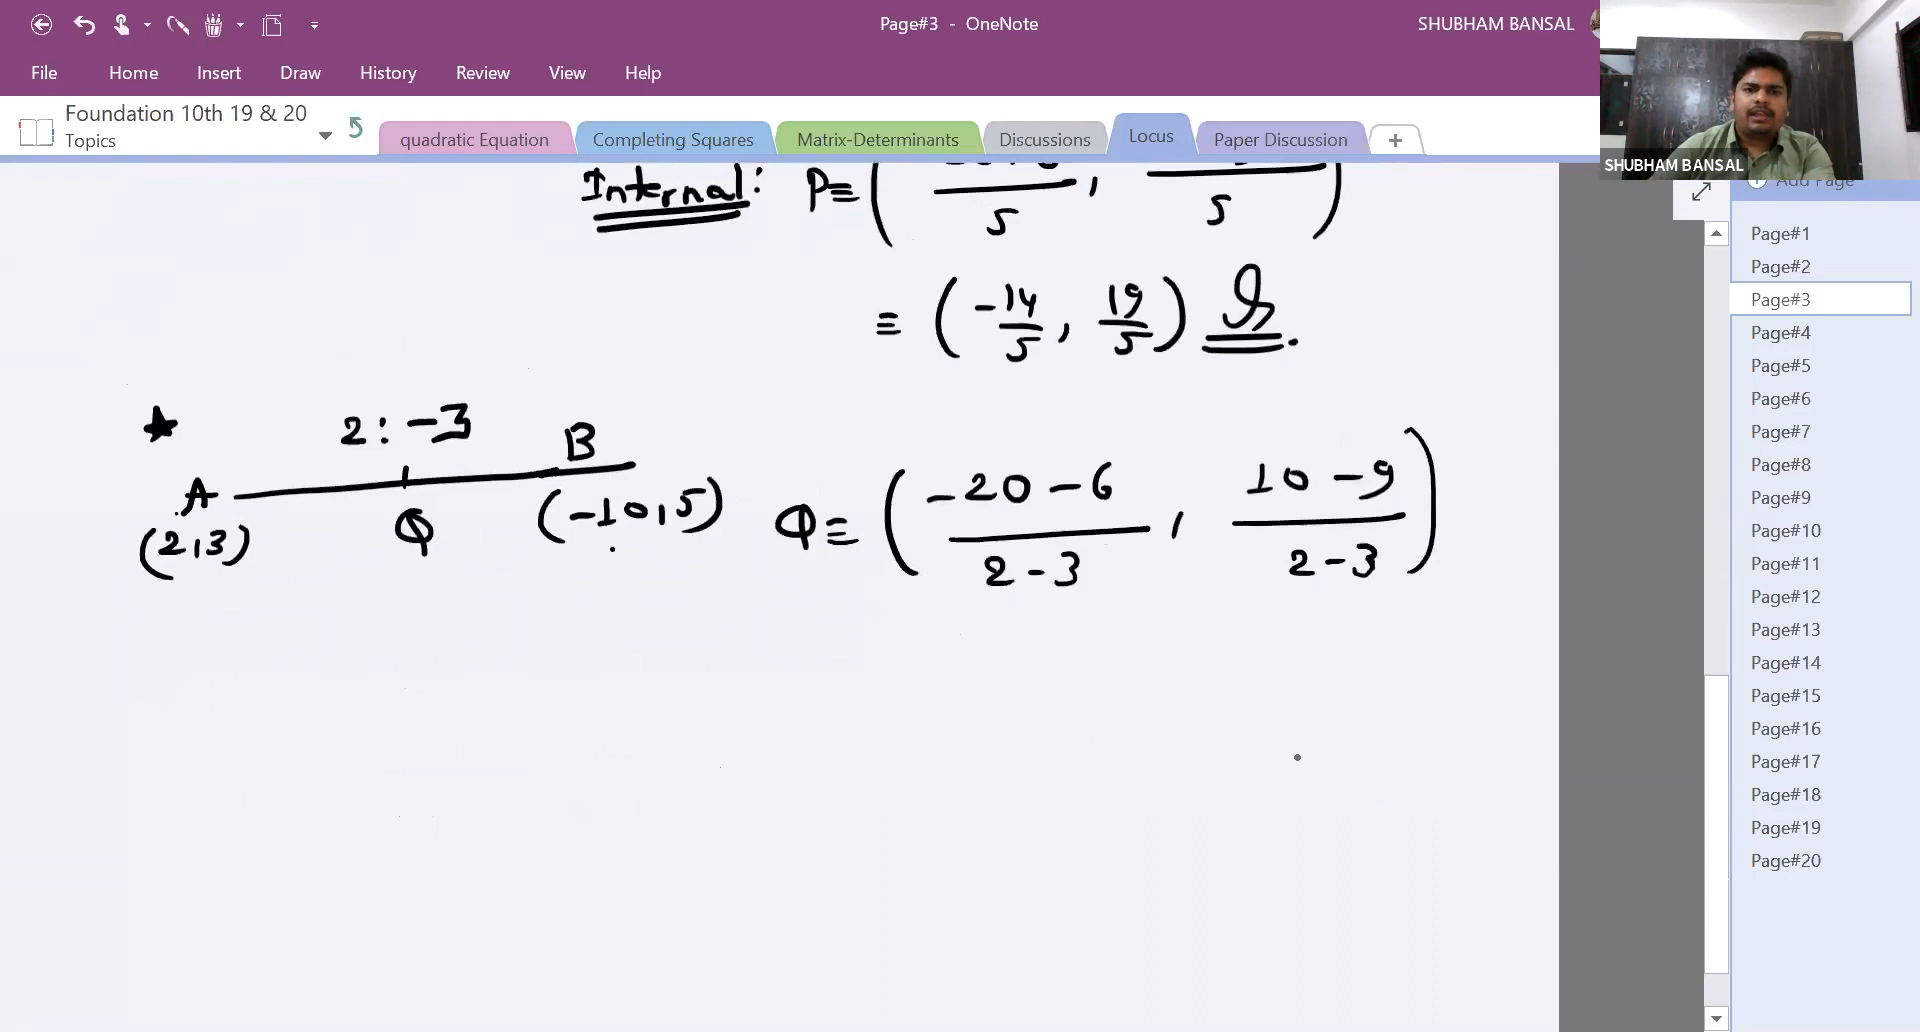 Page#3 - OneNote
SHUBHAM BANSAL
File Home Insert Draw History Review View Help
Foundation 10th 19 & 20
Topics
quadratic Equation
Completing Squares
Matrix-Determinants
Discussions
Locus
Paper Discussion
+
SHUBHAM BANSAL
Add Page
Internal: P≡( /5 , /5 )
≡ (-14/5, 19/5)
★ 2:-3
A B
Q
(2,3) (-10,5)
Q≡ ((-20-6)/(2-3), (10-9)/(2-3))
Page#1
Page#2
Page#3
Page#4
Page#5
Page#6
Page#7
Page#8
Page#9
Page#10
Page#11
Page#12
Page#13
Page#14
Page#15
Page#16
Page#17
Page#18
Page#19
Page#20